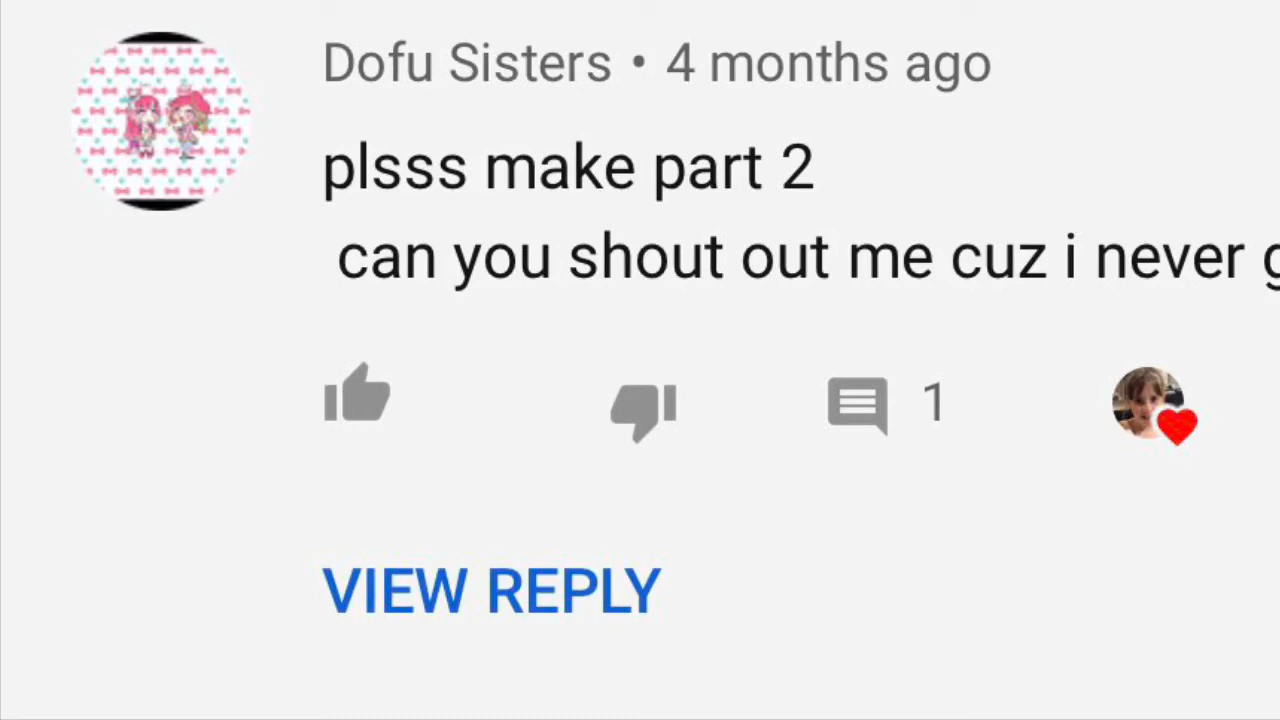 Dofu Sisters • 4 months ago
plsss make part 2
can you shout out me cuz i never
1
VIEW REPLY